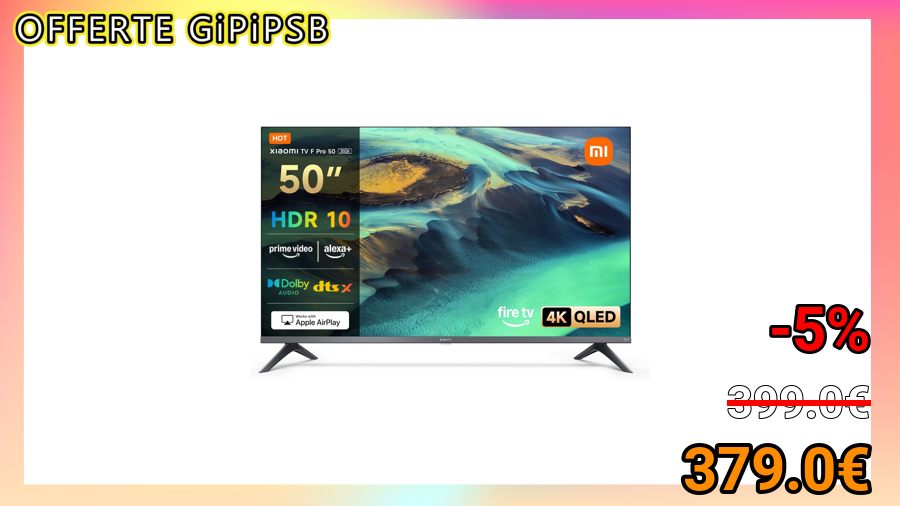 OFFERTE GiPiPSB
HOT
xiaomi TV F Pro 50 2026
50”
HDR 10
prime video
alexa+
Dolby
AUDIO
dts x
Works with
Apple AirPlay
mi
fire tv
4K QLED
-5%
399.0€
379.0€